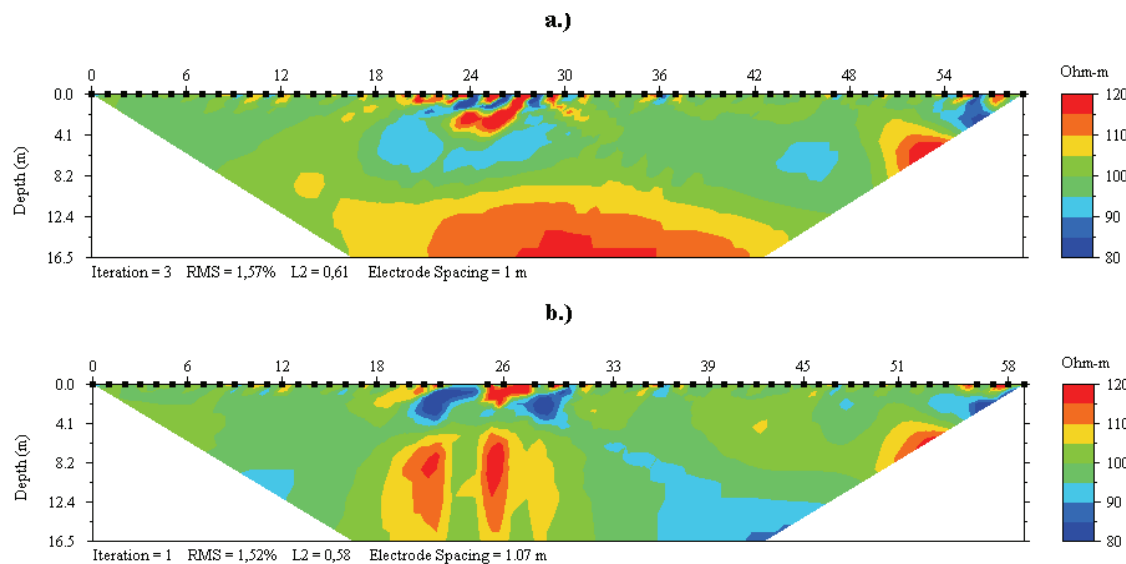 a.)
0 6 12 18 24 30 36 42 48 54
Ohm-m
0.0
4.1
8.2
12.4
16.5
Depth (m)
120
110
100
90
80
Iteration = 3 RMS = 1,57% L2 = 0,61 Electrode Spacing = 1 m
b.)
0 6 12 18 26 33 39 45 51 58
Ohm-m
0.0
4.1
8.2
12.4
16.5
Depth (m)
120
110
100
90
80
Iteration = 1 RMS = 1,52% L2 = 0,58 Electrode Spacing = 1.07 m